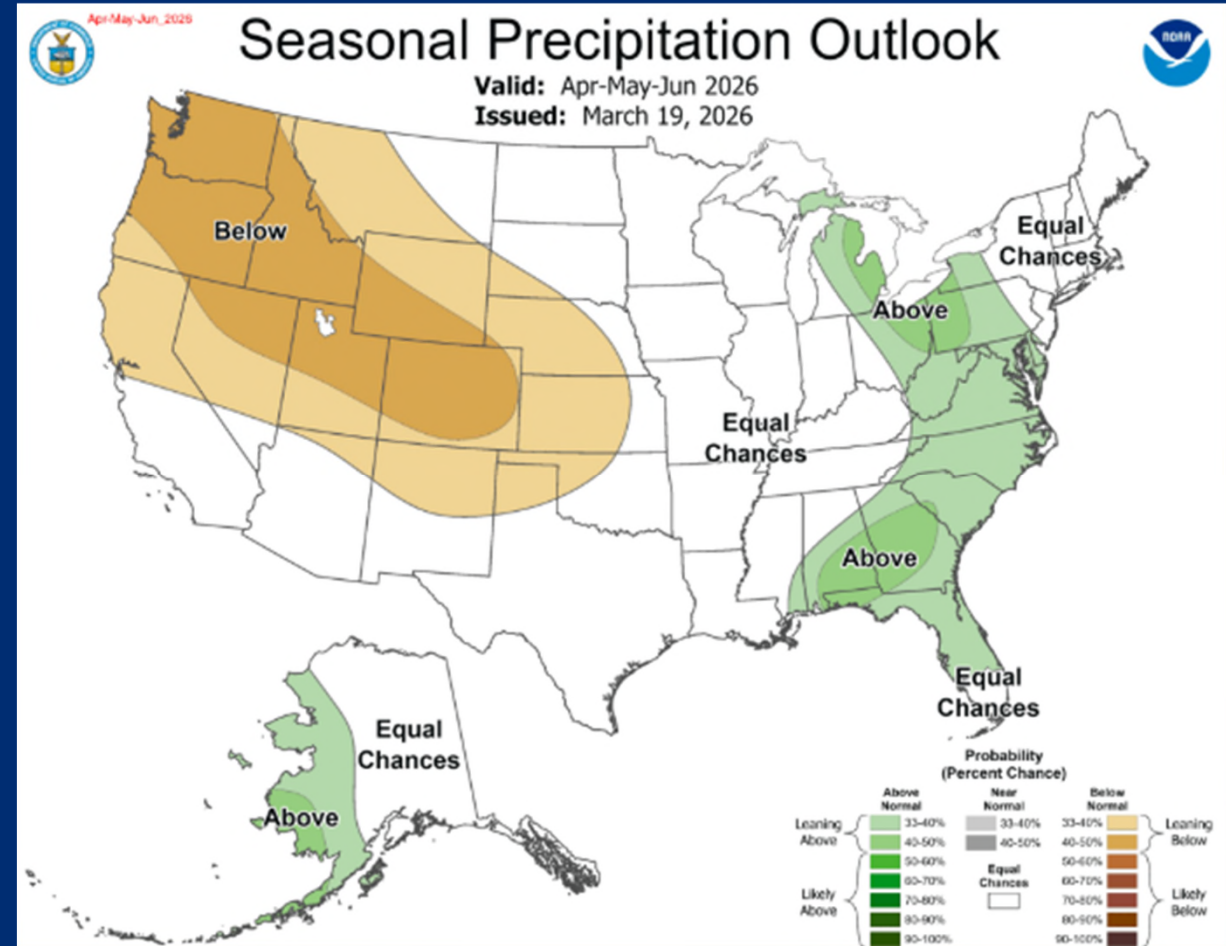 Apr-May-Jun_2026
Seasonal Precipitation Outlook
NOAA
Valid: Apr-May-Jun 2026
Issued: March 19, 2026
Below
Equal
Chances
Above
Equal
Chances
Above
Equal
Chances
Equal
Chances
Above
Probability
(Percent Chance)
Above
Normal
Near
Normal
Below
Normal
Leaning
Above
33-40%
40-50%
33-40%
40-50%
33-40%
40-50%
Leaning
Below
Likely
Above
50-60%
60-70%
70-80%
80-90%
90-100%
Equal
Chances
50-60%
60-70%
70-80%
80-90%
90-100%
Likely
Below